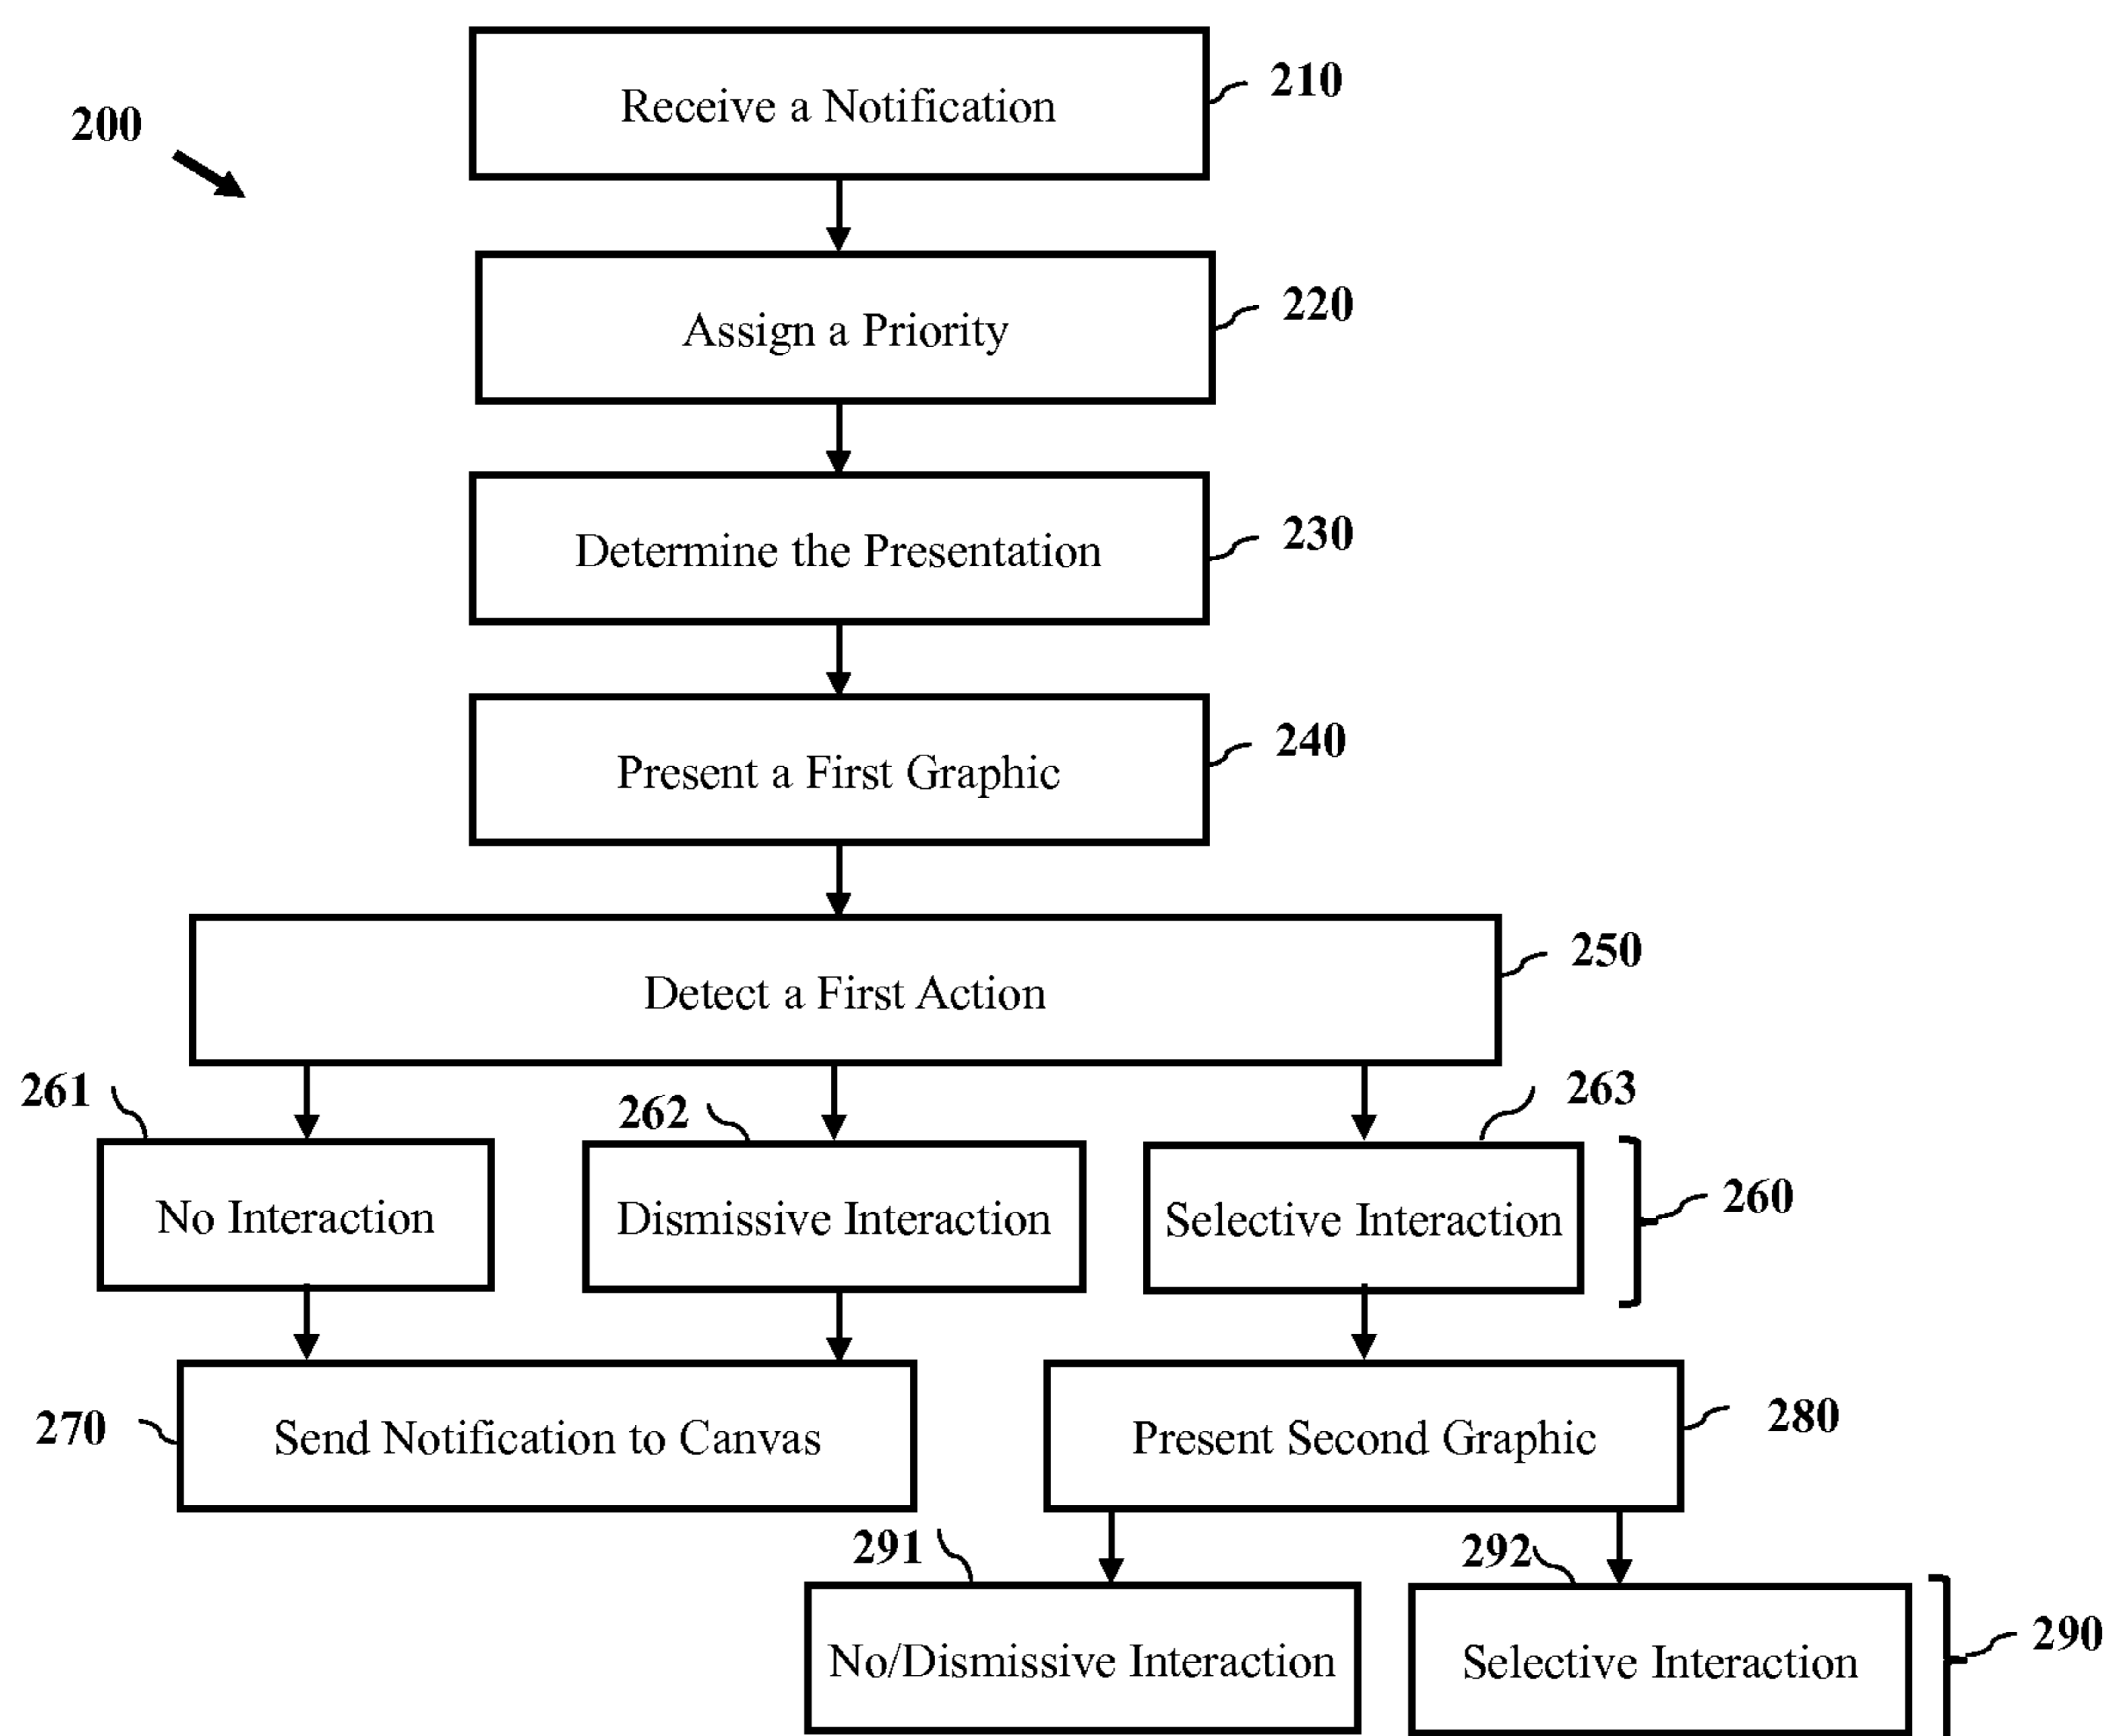 200
Receive a Notification
210
Assign a Priority
220
Determine the Presentation
230
Present a First Graphic
240
Detect a First Action
250
261
262
263
No Interaction
Dismissive Interaction
Selective Interaction
260
270
Send Notification to Canvas
Present Second Graphic
280
291
292
No/Dismissive Interaction
Selective Interaction
290